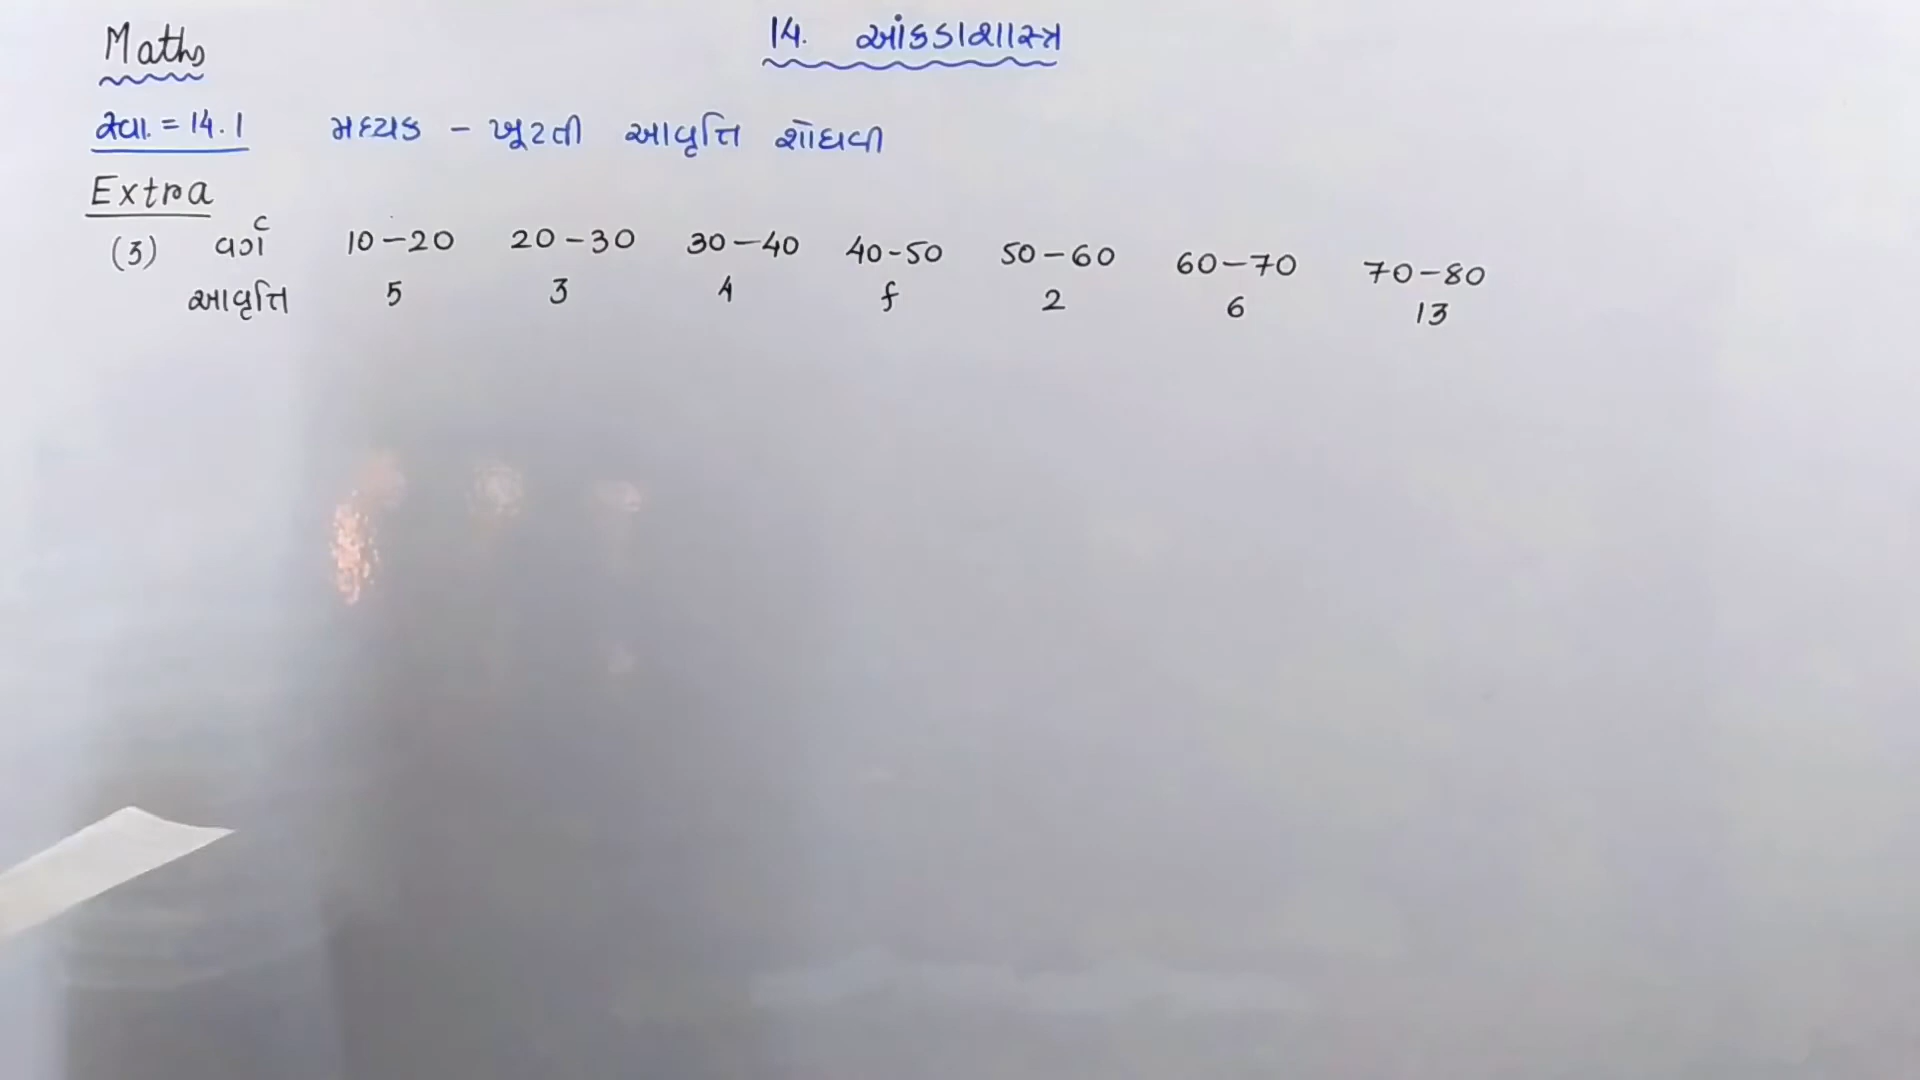 Maths
14. આંકડાશાસ્ત્ર
સ્વા. = 14.1 મધ્યક - ખૂટતી આવૃત્તિ શોધવી
Extra
(3) વર્ગ 10-20 20-30 30-40 40-50 50-60 60-70 70-80
આવૃત્તિ 5 3 4 f 2 6 13